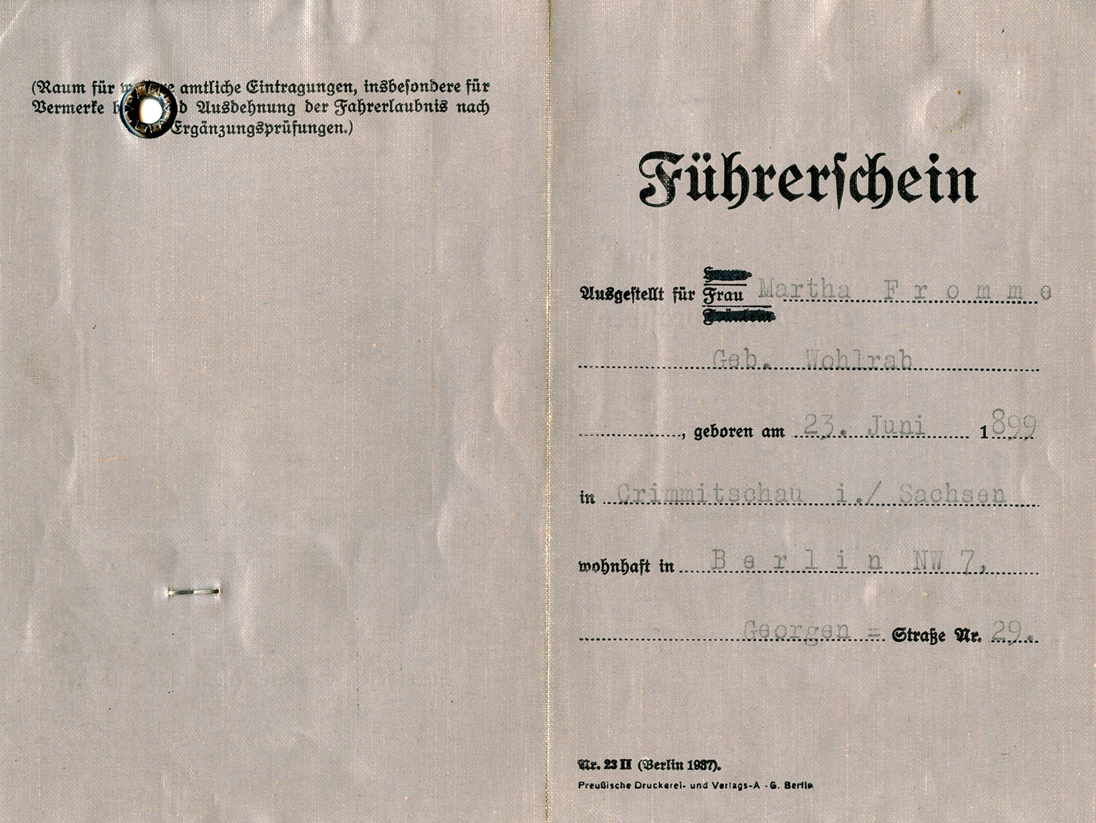 (Raum für amtliche Eintragungen, insbesondere für
Vermerke Ausdehnung der Fahrerlaubnis nach
Ergänzungsprüfungen.)
Führerschein
Ausgestellt für Frau Martha Fromme
Geb. Wohlrab
, geboren am 23. Juni 1899
in Crimmitschau i./ Sachsen
wohnhaft in Berlin NW 7,
Georgen = Straße Nr. 29.
Nr. 23 II (Berlin 1937).
Preußische Druckerei- und Verlags-A.-G. Berlin